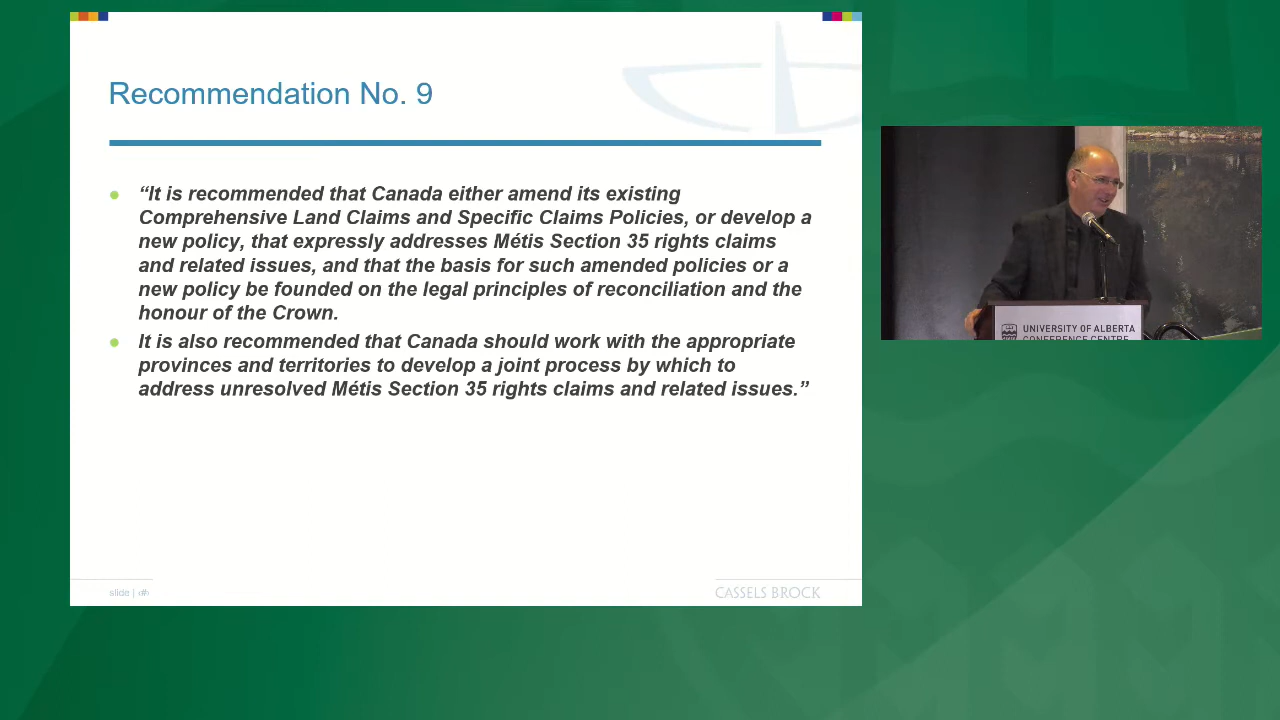 Recommendation No. 9
“It is recommended that Canada either amend its existing
Comprehensive Land Claims and Specific Claims Policies, or develop a
new policy, that expressly addresses Métis Section 35 rights claims
and related issues, and that the basis for such amended policies or a
new policy be founded on the legal principles of reconciliation and the
honour of the Crown.
It is also recommended that Canada should work with the appropriate
provinces and territories to develop a joint process by which to
address unresolved Métis Section 35 rights claims and related issues.”
slide | ‹#›
CASSELS BROCK
UNIVERSITY OF ALBERTA
CONFERENCE CENTRE